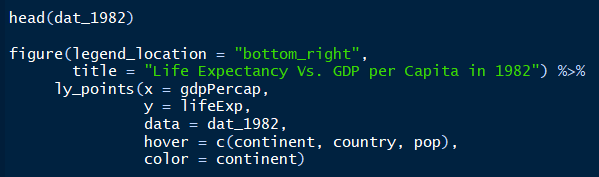 head(dat_1982)
figure(legend_location = "bottom_right",
title = "Life Expectancy Vs. GDP per Capita in 1982") %>%
ly_points(x = gdpPercap,
y = lifeExp,
data = dat_1982,
hover = c(continent, country, pop),
color = continent)